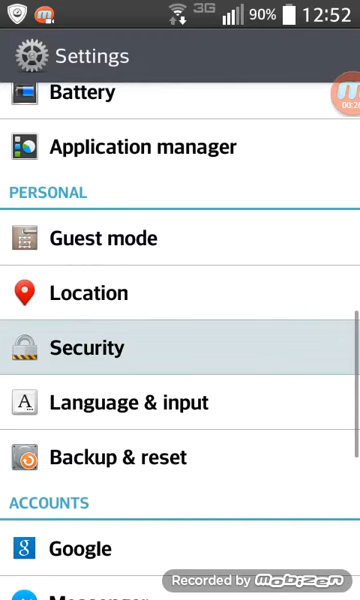 3G 90% 12:52
Settings
Battery
Application manager
PERSONAL
Guest mode
Location
Security
Language & input
Backup & reset
ACCOUNTS
Google
Messenger
Recorded by mobizen